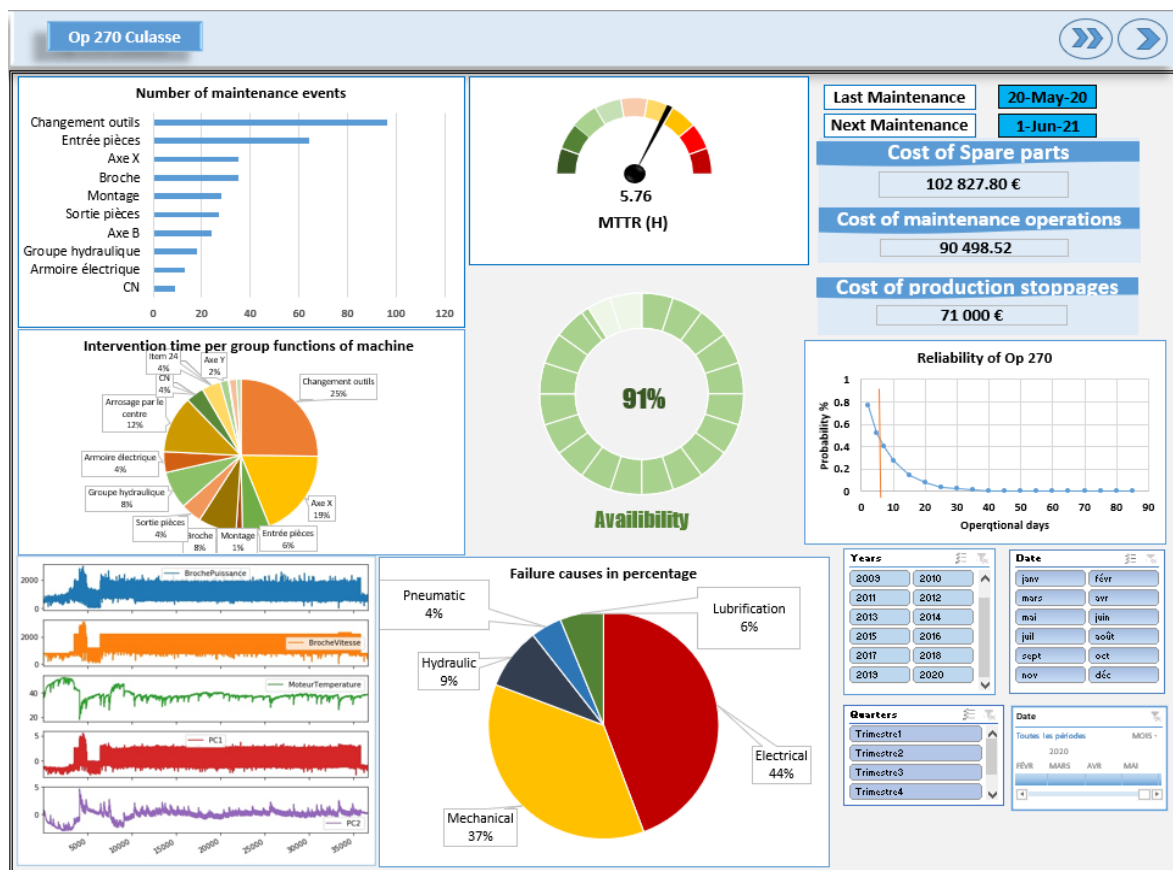 Op 270 Culasse
Number of maintenance events
Changement outils
Entrée pièces
Axe X
Broche
Montage
Sortie pièces
Axe B
Groupe hydraulique
Armoire électrique
CN
0 20 40 60 80 100 120
5.76
MTTR (H)
Last Maintenance 20-May-20
Next Maintenance 1-Jun-21
Cost of Spare parts
102 827.80 €
Cost of maintenance operations
90 498.52
Cost of production stoppages
71 000 €
Intervention time per group functions of machine
Item 24
4%
Axe Y
2%
CN
4%
Changement outils
25%
Arrosage par le
centre
12%
Armoire électrique
4%
Groupe hydraulique
8%
Sortie pièces
4%
Broche
8%
Montage
1%
Entrée pièces
6%
Axe X
19%
91%
Availibility
Reliability of Op 270
Probability %
1
0.8
0.6
0.4
0.2
0
0 10 20 30 40 50 60 70 80 90
Operqtional days
BrochePuissance
2000
0
BrocheVitesse
2000
0
MoteurTemperature
40
20
PC1
5
0
PC2
5
0
5000 10000 15000 20000 25000 30000 35000
Failure causes in percentage
Pneumatic
4%
Lubrification
6%
Hydraulic
9%
Electrical
44%
Mechanical
37%
Years
2009 2010
2011 2012
2013 2014
2015 2016
2017 2018
2019 2020
Date
janv févr
mars avr
mai juin
juil août
sept oct
nov déc
Quarters
Trimestre1
Trimestre2
Trimestre3
Trimestre4
Date
Toutes les périodes MOIS
2020
FÉVR MARS AVR MAI